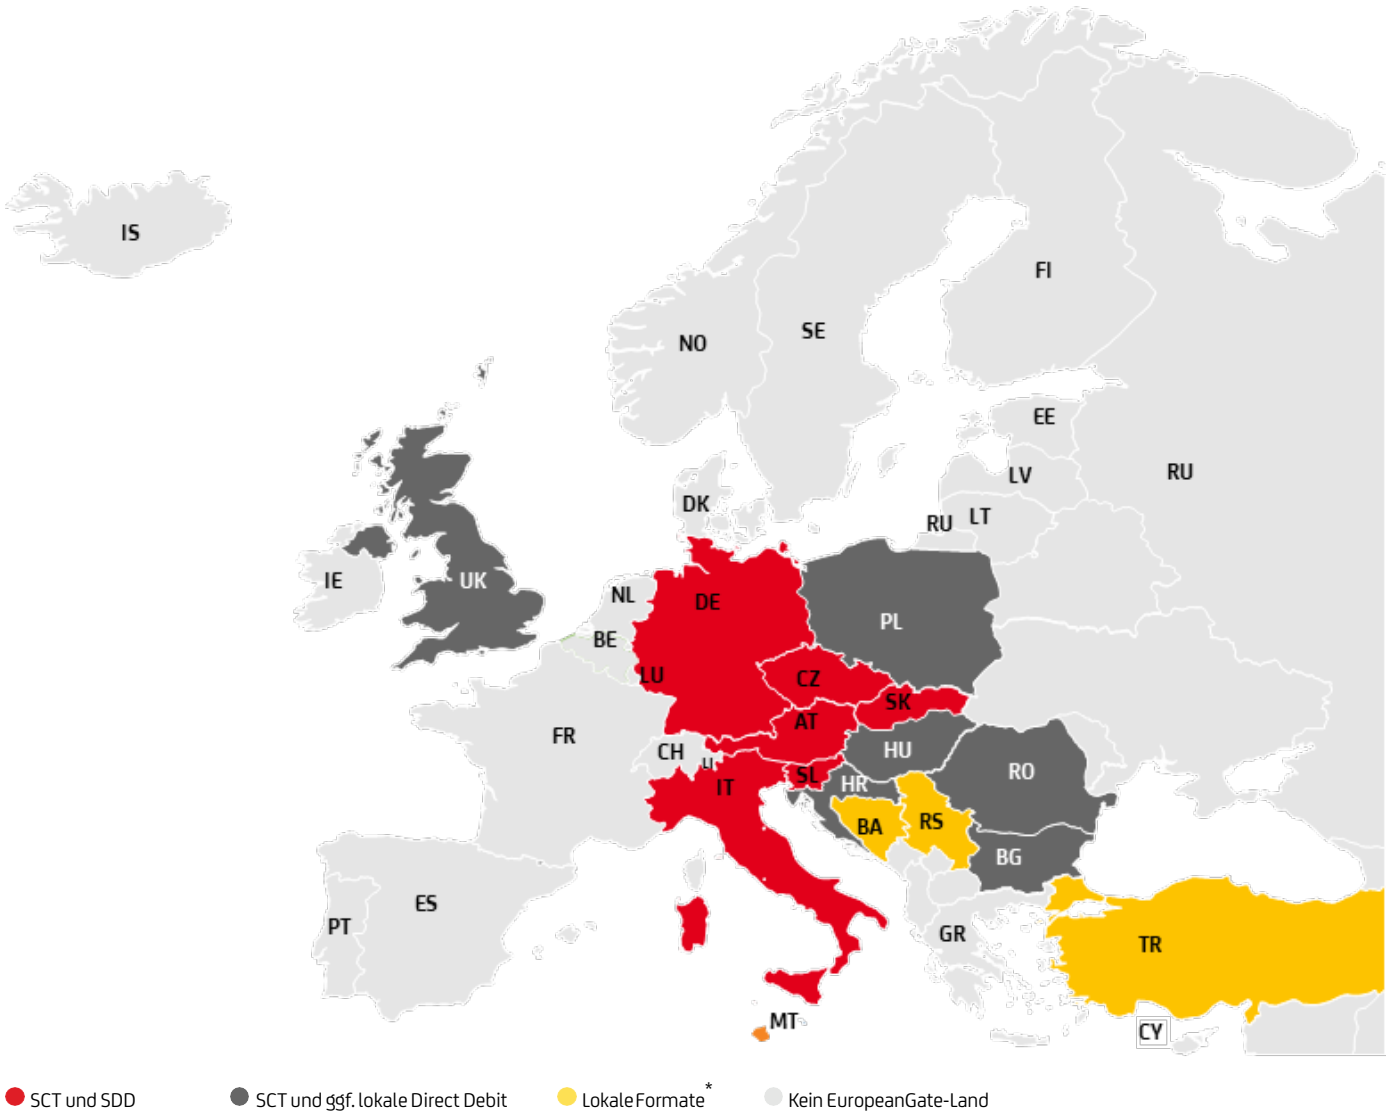 IS
FI
SE
NO
EE
LV
RU
DK
LT
RU
IE
UK
NL
DE
PL
BE
LU
CZ
SK
AT
FR
CH
LI
HU
RO
SL
HR
IT
BA
RS
BG
ES
PT
GR
TR
MT
CY
SCT und SDD
SCT und ggf. lokale Direct Debit
Lokale Formate*
Kein EuropeanGate-Land